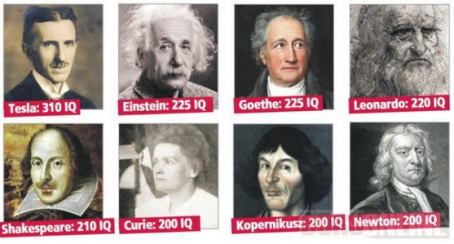 Tesla: 310 IQ
Einstein: 225 IQ
Goethe: 225 IQ
Leonardo: 220 IQ
Shakespeare: 210 IQ
Curie: 200 IQ
Kopernikusz: 200 IQ
Newton: 200 IQ